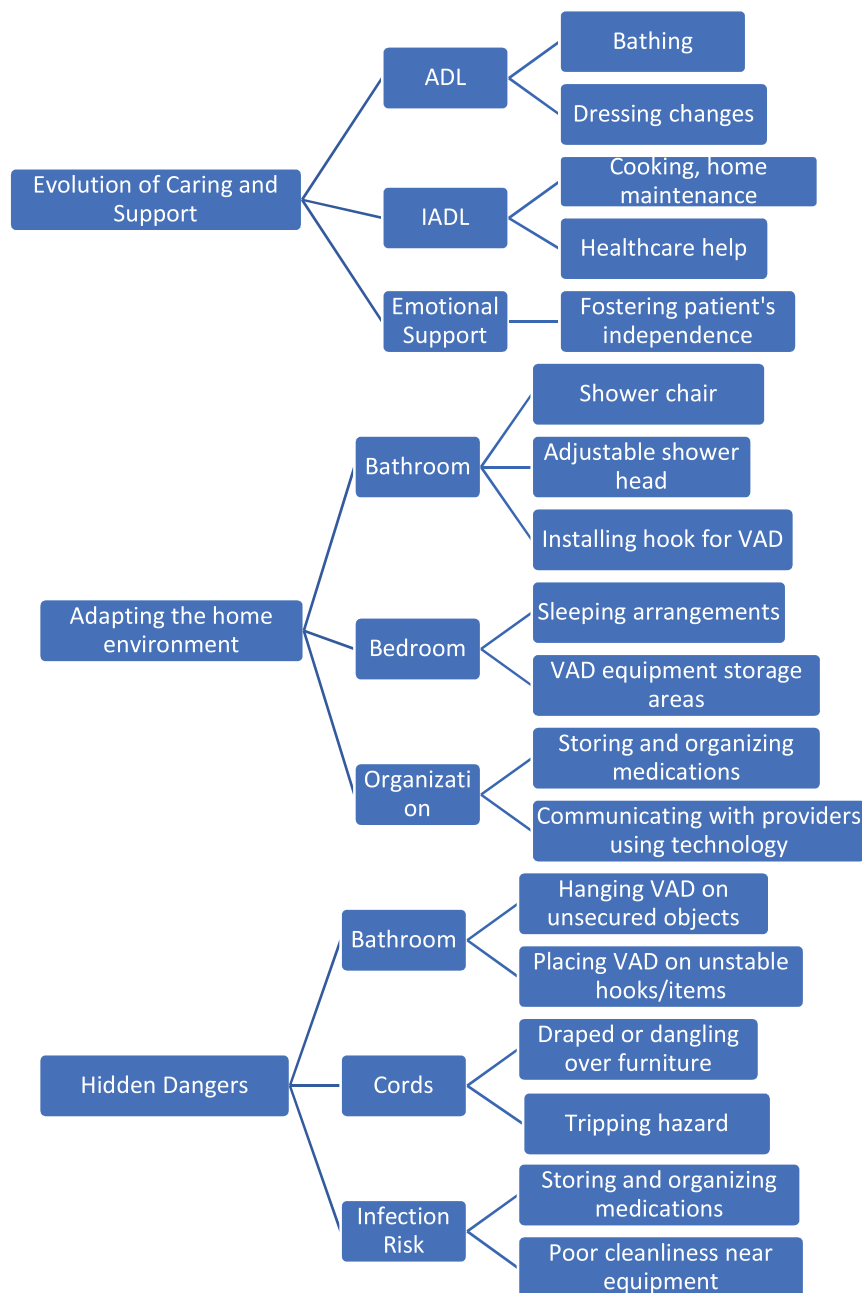 Evolution of Caring and
Support
ADL
Bathing
Dressing changes
IADL
Cooking, home
maintenance
Healthcare help
Emotional
Support
Fostering patient's
independence
Adapting the home
environment
Bathroom
Shower chair
Adjustable shower
head
Installing hook for VAD
Bedroom
Sleeping arrangements
VAD equipment storage
areas
Organizati
on
Storing and organizing
medications
Communicating with providers
using technology
Hidden Dangers
Bathroom
Hanging VAD on
unsecured objects
Placing VAD on unstable
hooks/items
Cords
Draped or dangling
over furniture
Tripping hazard
Infection
Risk
Storing and organizing
medications
Poor cleanliness near
equipment